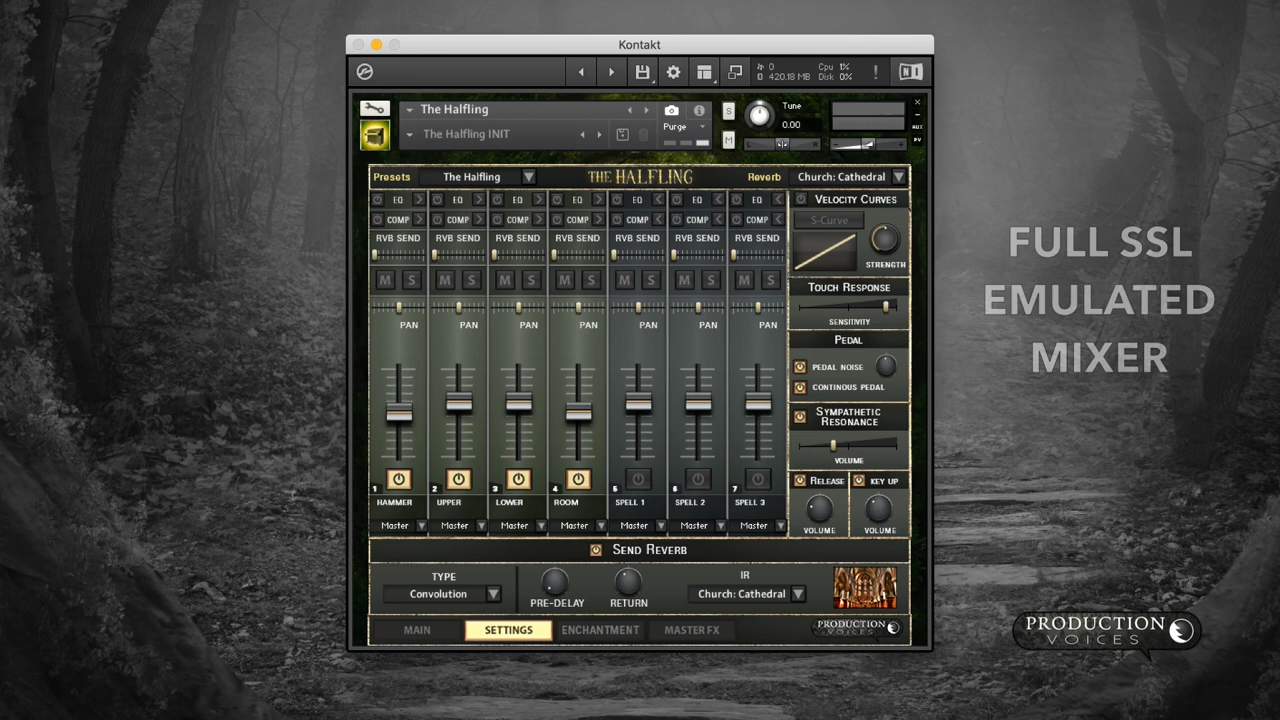 Kontakt
0
420.18 MB
Cpu 1%
Disk 0%
!
NI
The Halfling
The Halfling INIT
Purge
S
M
Tune
0.00
L R
- +
AUX
PV
Presets The Halfling THE HALFLING Reverb Church: Cathedral
EQ EQ EQ EQ EQ EQ EQ
COMP COMP COMP COMP COMP COMP COMP
RVB SEND RVB SEND RVB SEND RVB SEND RVB SEND RVB SEND RVB SEND
M S M S M S M S M S M S M S
PAN PAN PAN PAN PAN PAN PAN
1 2 3 4 5 6 7
HAMMER UPPER LOWER ROOM SPELL 1 SPELL 2 SPELL 3
Master Master Master Master Master Master Master
VELOCITY CURVES
S-Curve
STRENGTH
TOUCH RESPONSE
SENSITIVITY
PEDAL
PEDAL NOISE
CONTINOUS PEDAL
SYMPATHETIC
RESONANCE
VOLUME
RELEASE KEY UP
VOLUME VOLUME
SEND REVERB
TYPE
Convolution
PRE-DELAY RETURN
IR
Church: Cathedral
MAIN SETTINGS ENCHANTMENT MASTER FX
PRODUCTION
VOICES
FULL SSL
EMULATED
MIXER
PRODUCTION
VOICES